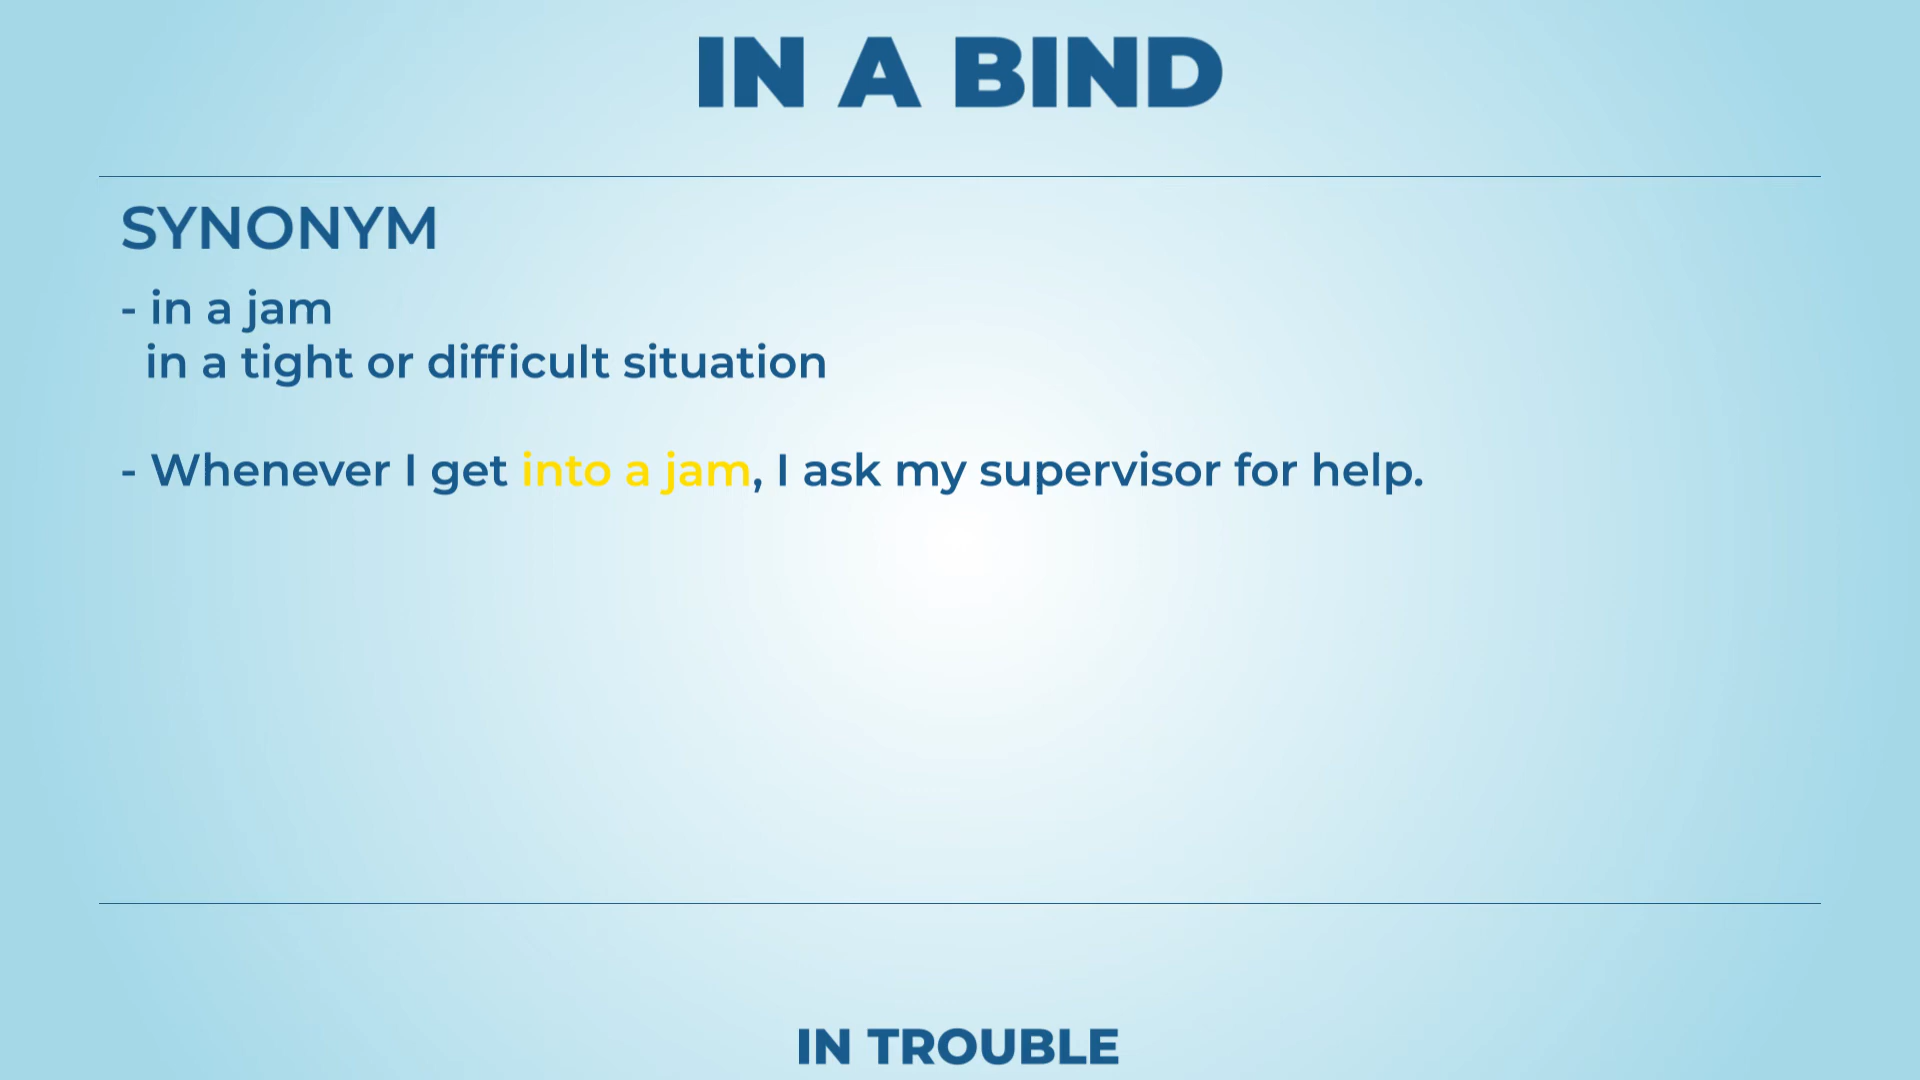 IN A BIND
SYNONYM
- in a jam
in a tight or difficult situation
- Whenever I get into a jam, I ask my supervisor for help.
IN TROUBLE